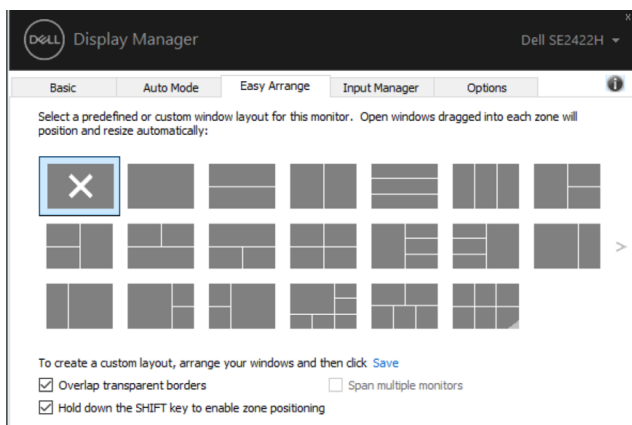 DELL Display Manager
Dell SE2422H
x
Basic
Auto Mode
Easy Arrange
Input Manager
Options
Select a predefined or custom window layout for this monitor. Open windows dragged into each zone will
position and resize automatically:
To create a custom layout, arrange your windows and then click Save
Overlap transparent borders
Span multiple monitors
Hold down the SHIFT key to enable zone positioning